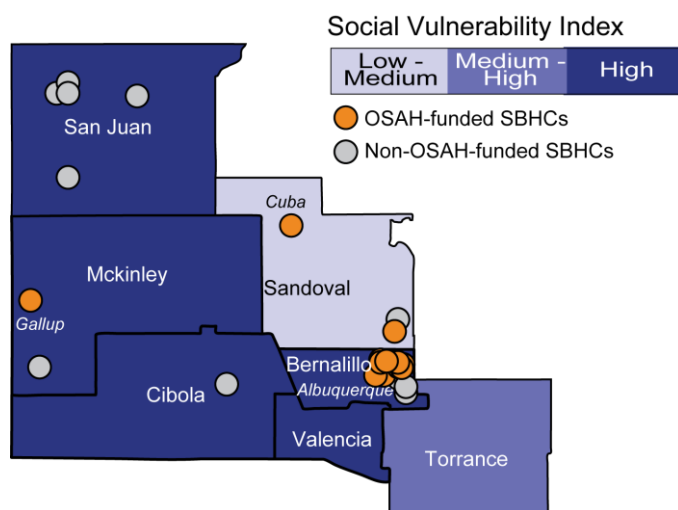 Social Vulnerability Index
Low -
Medium
Medium -
High
High
OSAH-funded SBHCs
Non-OSAH-funded SBHCs
San Juan
Cuba
Mckinley
Sandoval
Gallup
Bernalillo
Albuquerque
Cibola
Valencia
Torrance